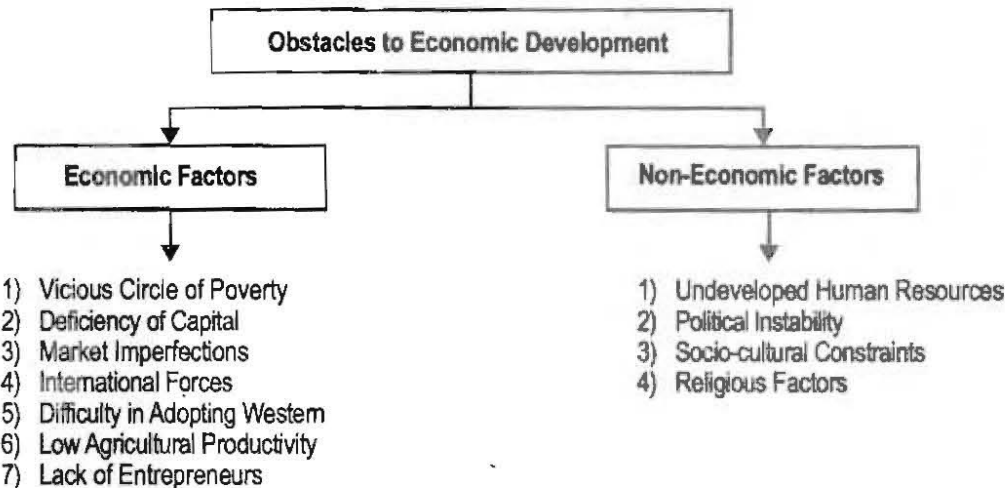 Obstacles to Economic Development
Economic Factors
1) Vicious Circle of Poverty
2) Deficiency of Capital
3) Market Imperfections
4) International Forces
5) Difficulty in Adopting Western
6) Low Agricultural Productivity
7) Lack of Entrepreneurs
Non-Economic Factors
1) Undeveloped Human Resources
2) Political Instability
3) Socio-cultural Constraints
4) Religious Factors